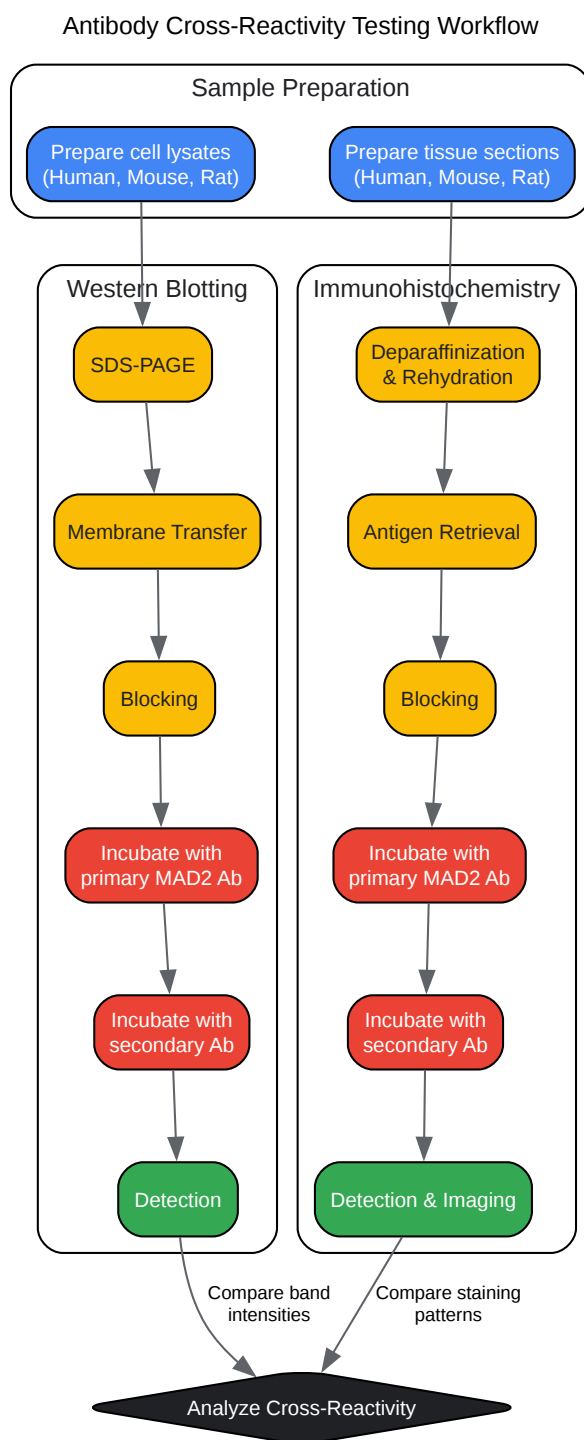 Antibody Cross-Reactivity Testing Workflow
Sample Preparation
Prepare cell lysates
(Human, Mouse, Rat)
Prepare tissue sections
(Human, Mouse, Rat)
Western Blotting
SDS-PAGE
Membrane Transfer
Blocking
Incubate with
primary MAD2 Ab
Incubate with
secondary Ab
Detection
Immunohistochemistry
Deparaffinization
& Rehydration
Antigen Retrieval
Blocking
Incubate with
primary MAD2 Ab
Incubate with
secondary Ab
Detection & Imaging
Compare band
intensities
Compare staining
patterns
Analyze Cross-Reactivity